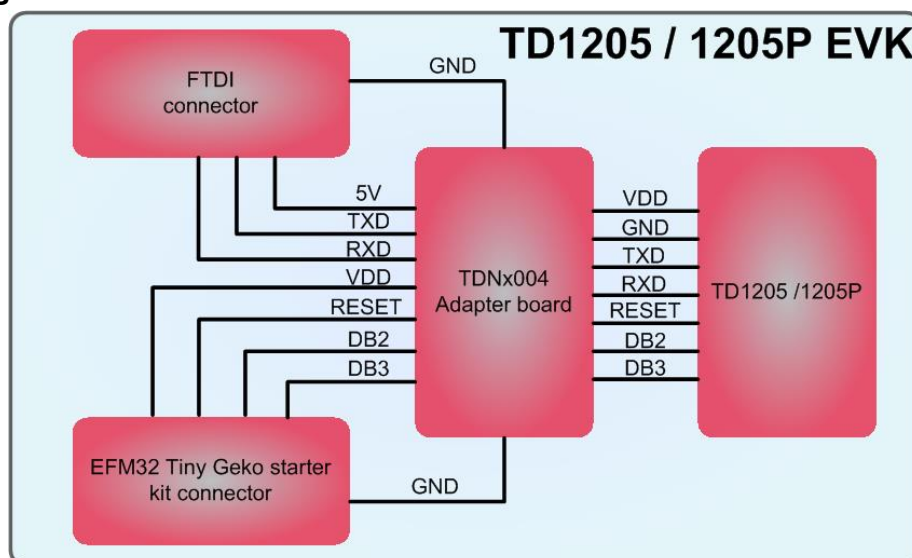 TD1205 / 1205P EVK
FTDI
connector
GND
5V
TXD
RXD
VDD
RESET
DB2
DB3
TDNx004
Adapter board
VDD
GND
TXD
RXD
RESET
DB2
DB3
TD1205 /1205P
EFM32 Tiny Geko starter
kit connector
GND